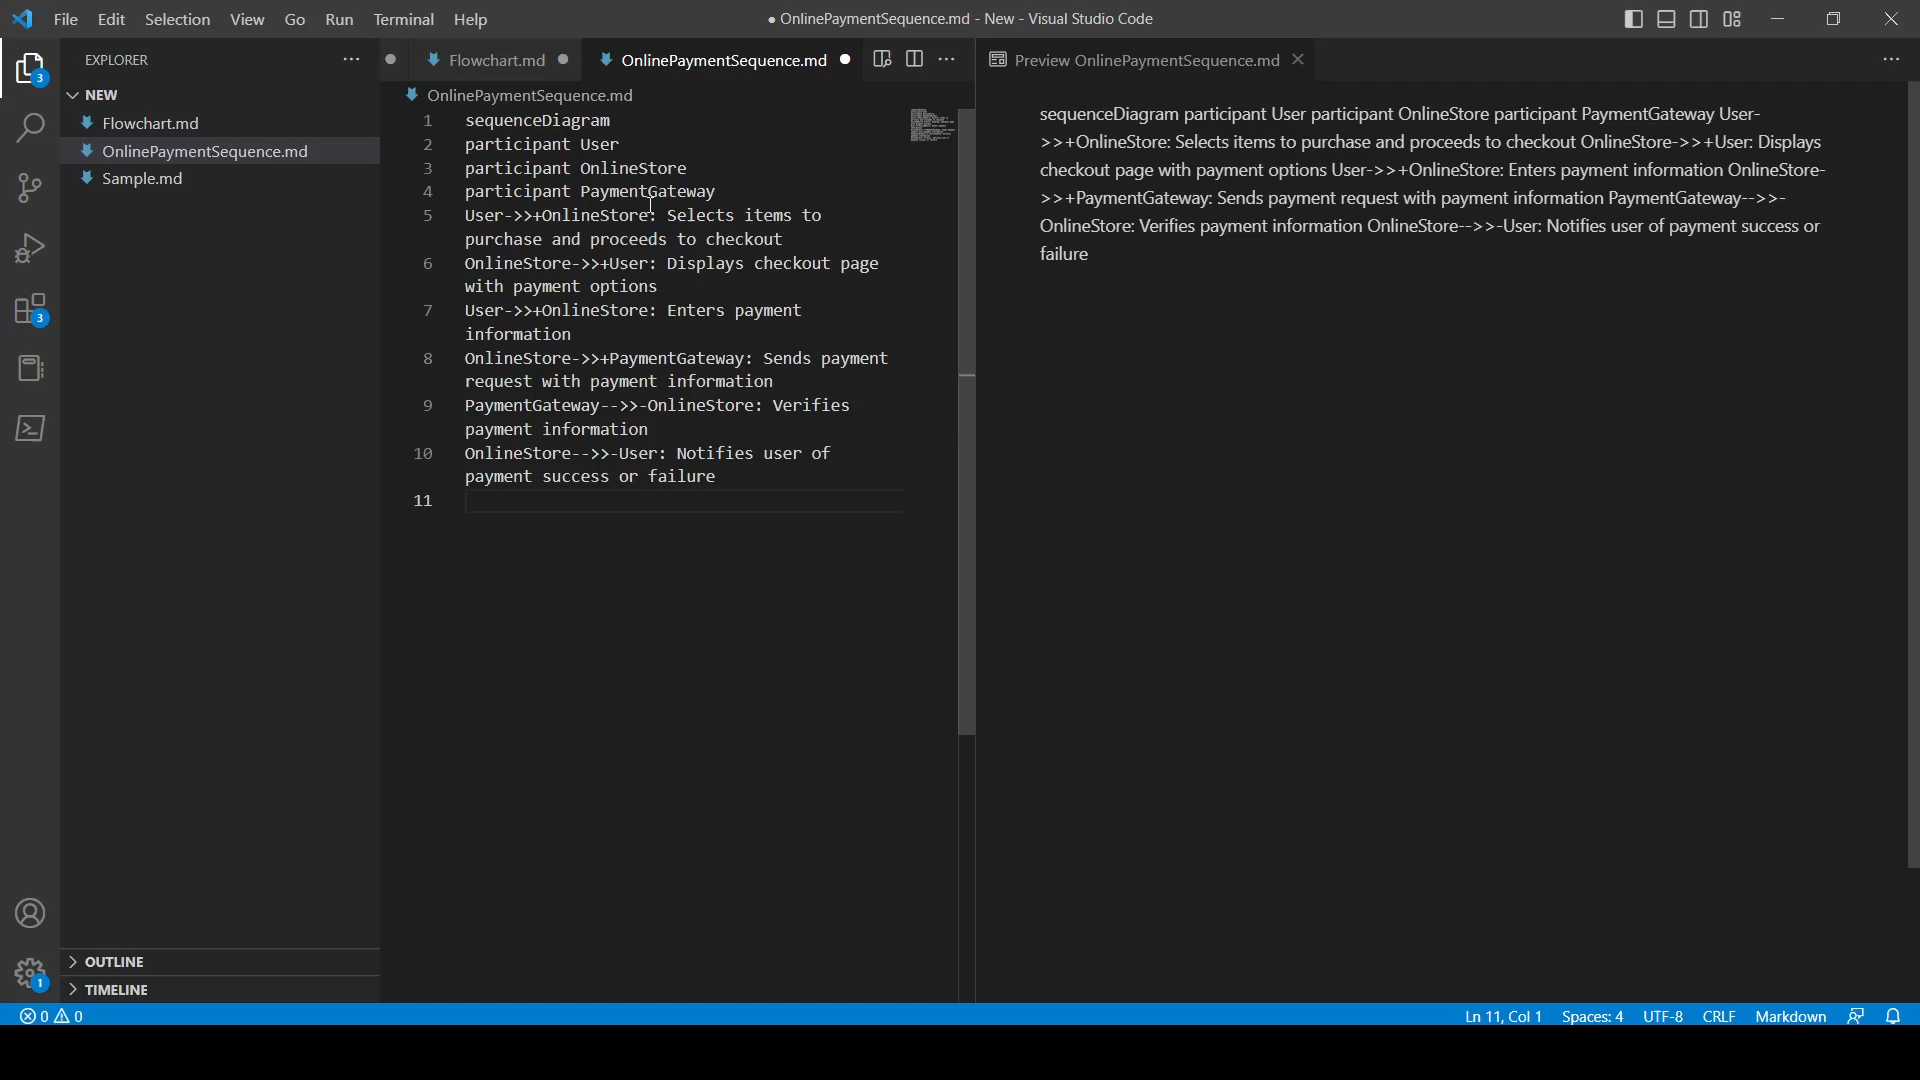 File Edit Selection View Go Run Terminal Help
● OnlinePaymentSequence.md - New - Visual Studio Code
EXPLORER
NEW
Flowchart.md
OnlinePaymentSequence.md
Sample.md
OUTLINE
TIMELINE
3
3
1
Flowchart.md
OnlinePaymentSequence.md
OnlinePaymentSequence.md
1 sequenceDiagram
2 participant User
3 participant OnlineStore
4 participant PaymentGateway
5 User->>+OnlineStore: Selects items to
purchase and proceeds to checkout
6 OnlineStore->>+User: Displays checkout page
with payment options
7 User->>+OnlineStore: Enters payment
information
8 OnlineStore->>+PaymentGateway: Sends payment
request with payment information
9 PaymentGateway-->>-OnlineStore: Verifies
payment information
10 OnlineStore-->>-User: Notifies user of
payment success or failure
11
Preview OnlinePaymentSequence.md
sequenceDiagram participant User participant OnlineStore participant PaymentGateway User-
>>+OnlineStore: Selects items to purchase and proceeds to checkout OnlineStore->>+User: Displays
checkout page with payment options User->>+OnlineStore: Enters payment information OnlineStore-
>>+PaymentGateway: Sends payment request with payment information PaymentGateway-->>-
OnlineStore: Verifies payment information OnlineStore-->>-User: Notifies user of payment success or
failure
0 0
Ln 11, Col 1 Spaces: 4 UTF-8 CRLF Markdown